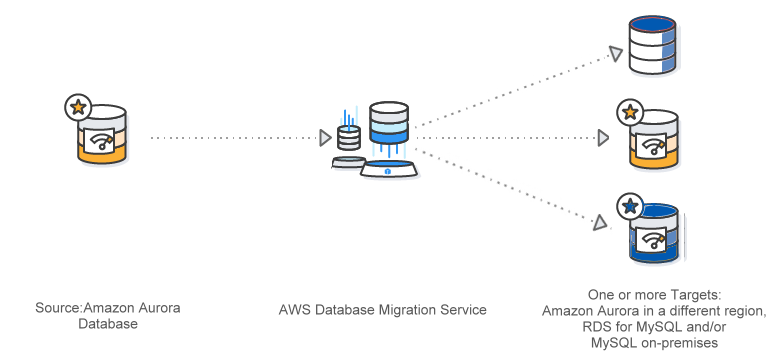 Source:Amazon Aurora
Database
AWS Database Migration Service
One or more Targets:
Amazon Aurora in a different region,
RDS for MySQL and/or
MySQL on-premises